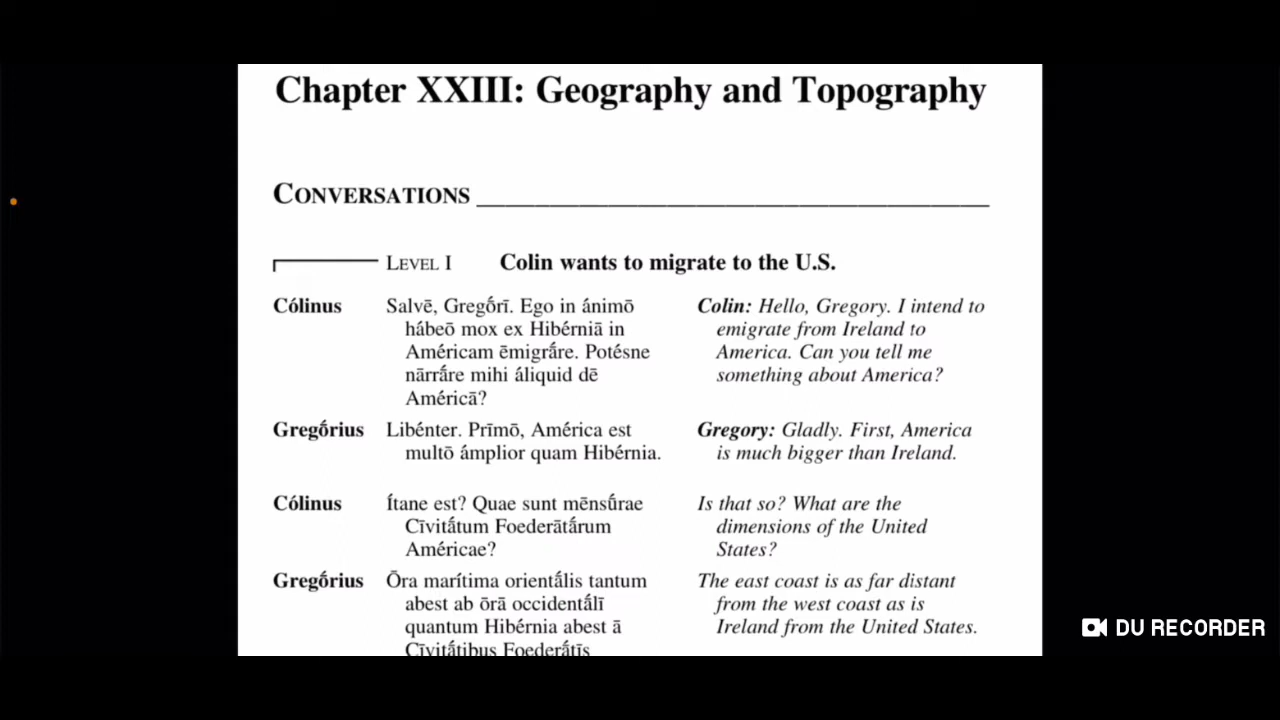 Chapter XXIII: Geography and Topography
CONVERSATIONS
LEVEL I Colin wants to migrate to the U.S.
Cólinus Salvē, Gregṓrī. Ego in ánimō
hábeō mox ex Hibérniā in
Américam ēmigrā́re. Potésne
nārrā́re mihi áliquid dē
Américā?
Colin: Hello, Gregory. I intend to
emigrate from Ireland to
America. Can you tell me
something about America?
Gregṓrius Libénter. Prīmō, América est
multō ámplior quam Hibérnia.
Gregory: Gladly. First, America
is much bigger than Ireland.
Cólinus Ítane est? Quae sunt mēnsū́rae
Cīvitā́tum Foederātā́rum
Américae?
Is that so? What are the
dimensions of the United
States?
Gregṓrius Ōra marítima orientā́lis tantum
abest ab ōrā occidentā́lī
quantum Hibérnia abest ā
Cīvitā́tibus Foederā́tīs
The east coast is as far distant
from the west coast as is
Ireland from the United States.
DU RECORDER